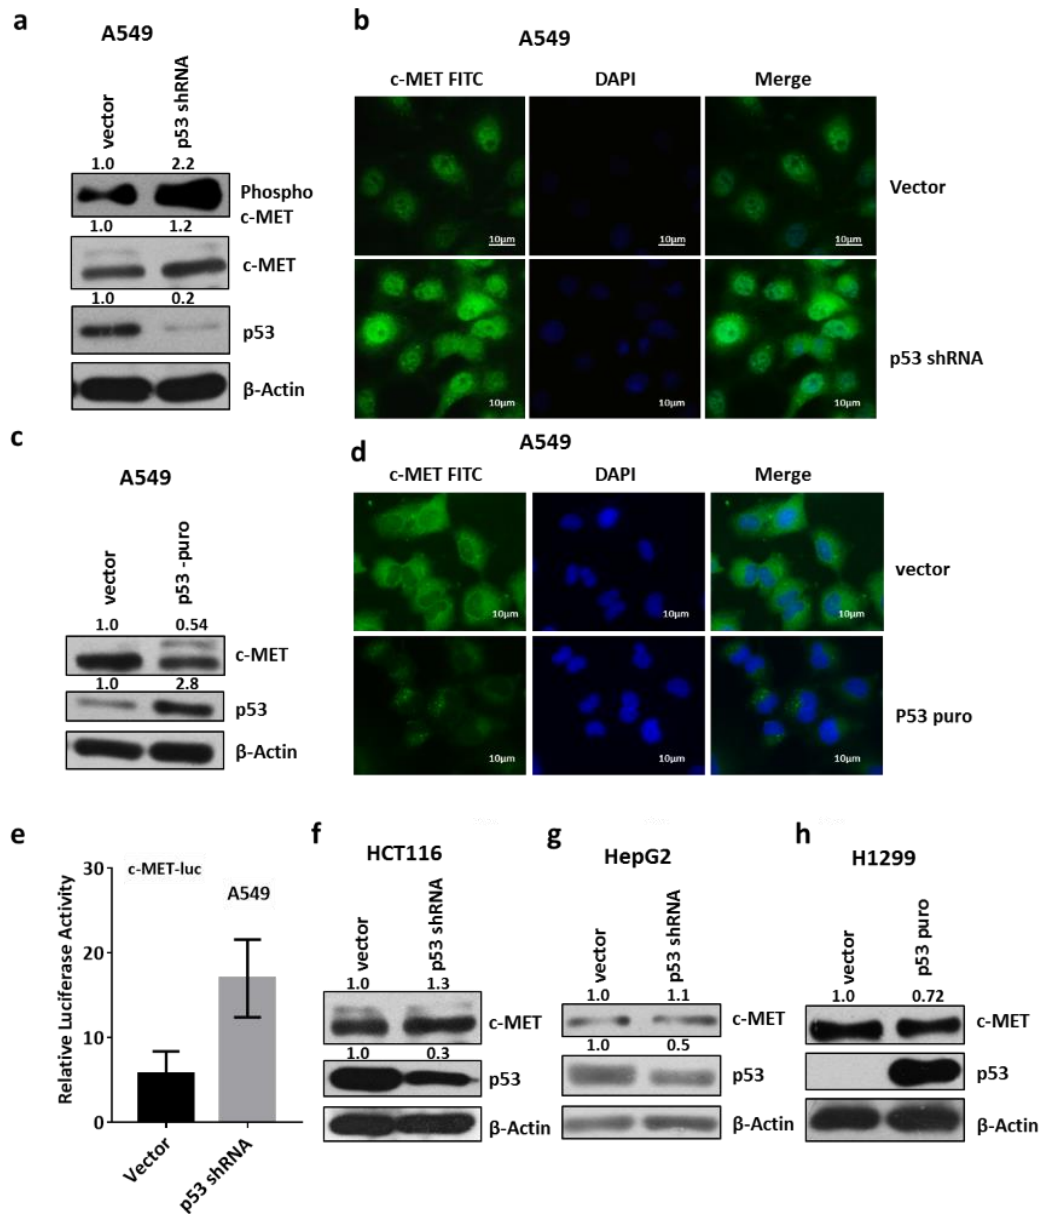 a
A549
vector
p53 shRNA
1.0 2.2
Phospho
c-MET
1.0 1.2
c-MET
1.0 0.2
p53
β-Actin
b
A549
c-MET FITC DAPI Merge
10μm 10μm 10μm
Vector
10μm 10μm 10μm
p53 shRNA
c
A549
vector
p53 -puro
1.0 0.54
c-MET
1.0 2.8
p53
β-Actin
d
A549
c-MET FITC DAPI Merge
10μm 10μm 10μm
vector
10μm 10μm 10μm
P53 puro
e
c-MET-luc
A549
Relative Luciferase Activity
30
20
10
0
Vector
p53 shRNA
f
HCT116
vector
p53 shRNA
1.0 1.3
c-MET
1.0 0.3
p53
β-Actin
g
HepG2
vector
p53 shRNA
1.0 1.1
c-MET
1.0 0.5
p53
β-Actin
h
H1299
vector
p53 puro
1.0 0.72
c-MET
p53
β-Actin